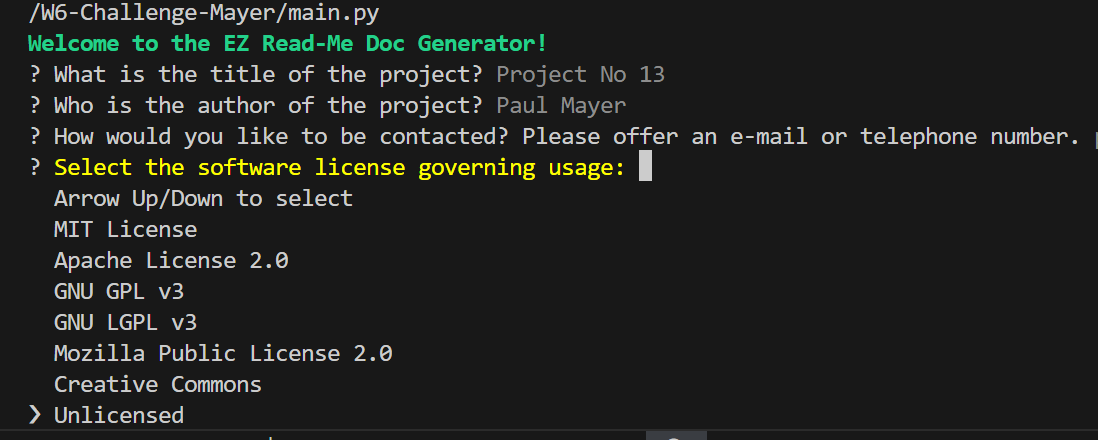 /W6-Challenge-Mayer/main.py
Welcome to the EZ Read-Me Doc Generator!
? What is the title of the project? Project No 13
? Who is the author of the project? Paul Mayer
? How would you like to be contacted? Please offer an e-mail or telephone number.
? Select the software license governing usage:
Arrow Up/Down to select
MIT License
Apache License 2.0
GNU GPL v3
GNU LGPL v3
Mozilla Public License 2.0
Creative Commons
❯ Unlicensed